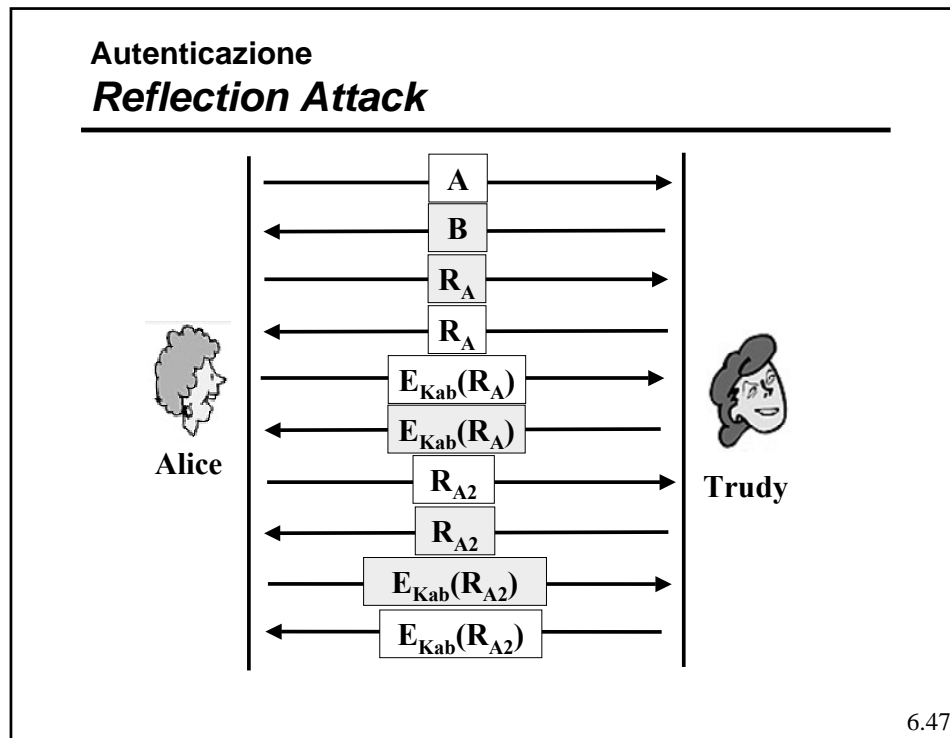 Autenticazione
Reflection Attack
A
B
R_A
R_A
E_Kab(R_A)
E_Kab(R_A)
R_A2
R_A2
E_Kab(R_A2)
E_Kab(R_A2)
Alice
Trudy
6.47